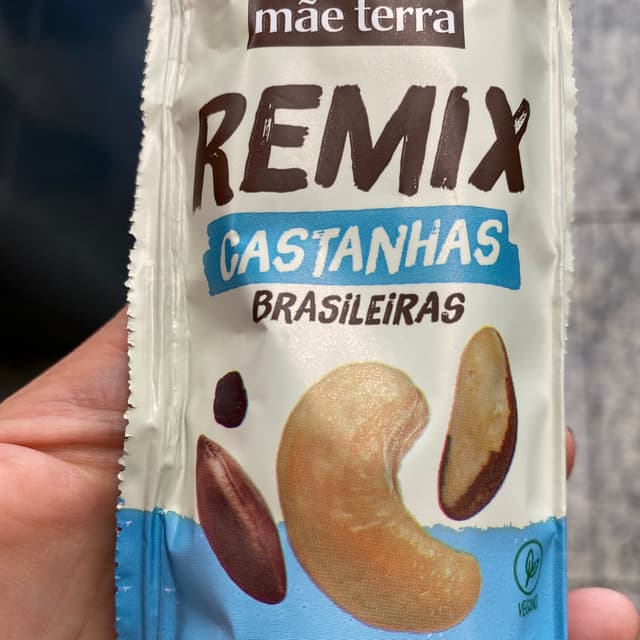 mãe terra
REMIX
CASTANHAS
BRASILEIRAS
VEGANO